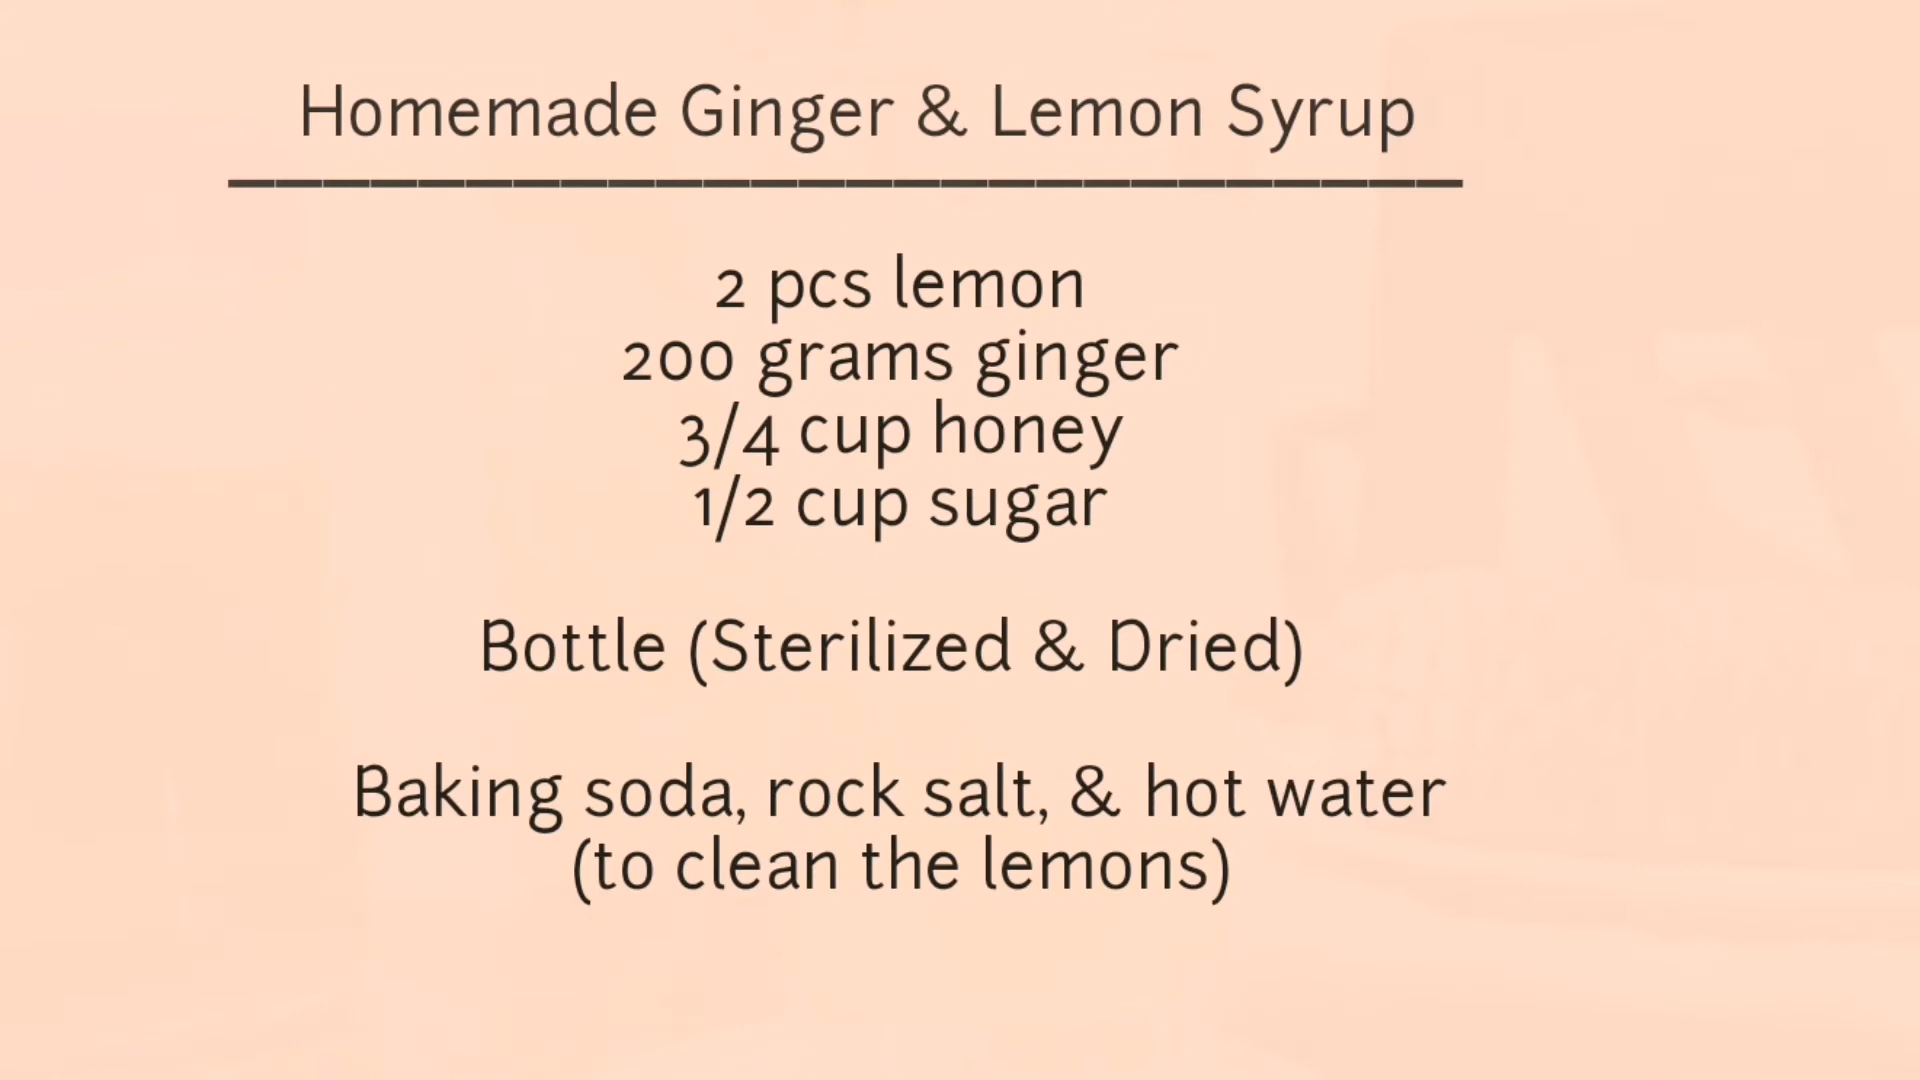 Homemade Ginger & Lemon Syrup
2 pcs lemon
200 grams ginger
3/4 cup honey
1/2 cup sugar
Bottle (Sterilized & Dried)
Baking soda, rock salt, & hot water
(to clean the lemons)